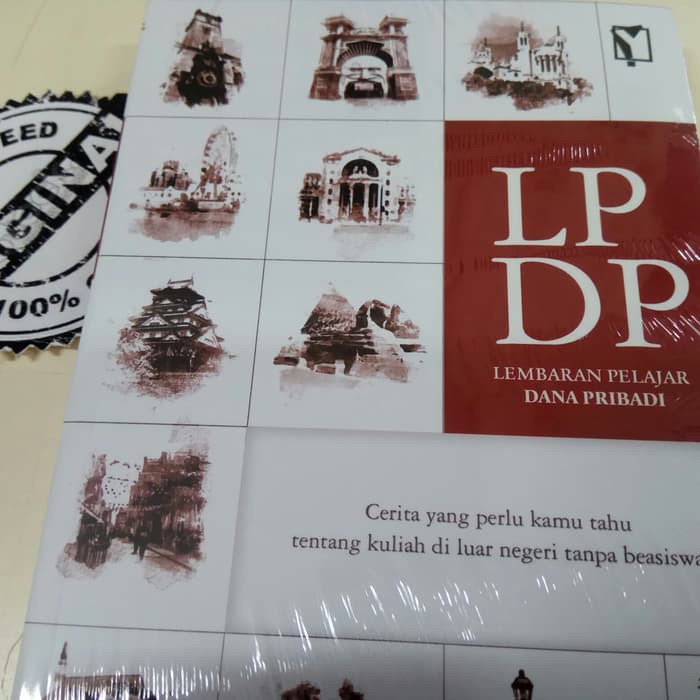 EED
GINA
100%
LP
DP
LEMBARAN PELAJAR
DANA PRIBADI
Cerita yang perlu kamu tahu
tentang kuliah di luar negeri tanpa beasiswa